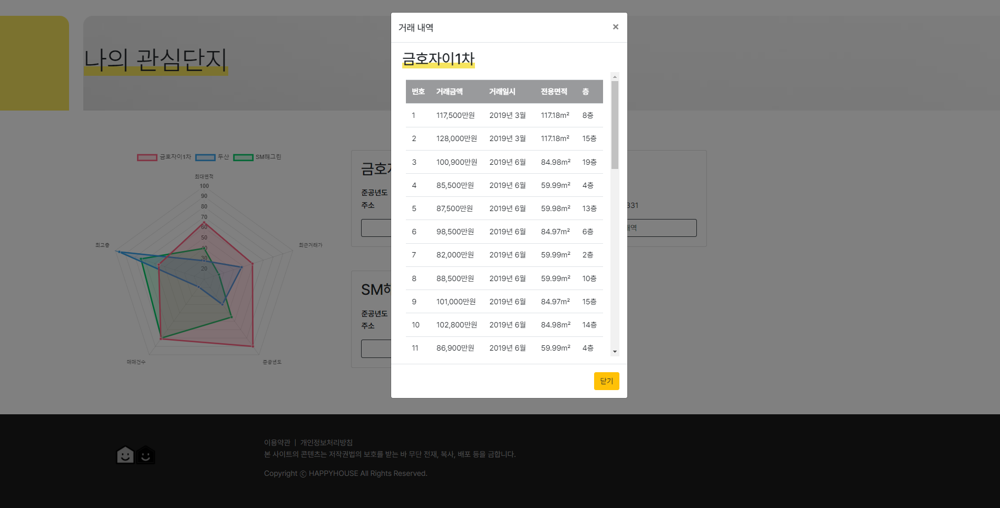 거래 내역 ×
나의 관심단지
금호자이1차
번호 거래금액 거래일시 전용면적 층
1 117,500만원 2019년 3월 117.18m² 8층
2 128,000만원 2019년 3월 117.18m² 15층
3 100,900만원 2019년 6월 84.98m² 19층
4 85,500만원 2019년 6월 59.99m² 4층
5 87,500만원 2019년 6월 59.98m² 13층
6 98,500만원 2019년 6월 84.97m² 6층
7 82,000만원 2019년 6월 59.99m² 2층
8 88,500만원 2019년 6월 59.99m² 10층
9 101,000만원 2019년 6월 84.97m² 15층
10 102,800만원 2019년 6월 84.98m² 14층
11 86,900만원 2019년 6월 59.99m² 4층
닫기
금호자이1차 두산 SM해그린
최대면적
100
90
80
70
60
50
40
30
20
최고층
최근거래가
매매건수
준공년도
금호
준공년도
주소
331
내역
SM해
준공년도
주소
이용약관 | 개인정보처리방침
본 사이트의 콘텐츠는 저작권법의 보호를 받는 바 무단 전재, 복사, 배포 등을 금합니다.
Copyright ⓒ HAPPYHOUSE All Rights Reserved.